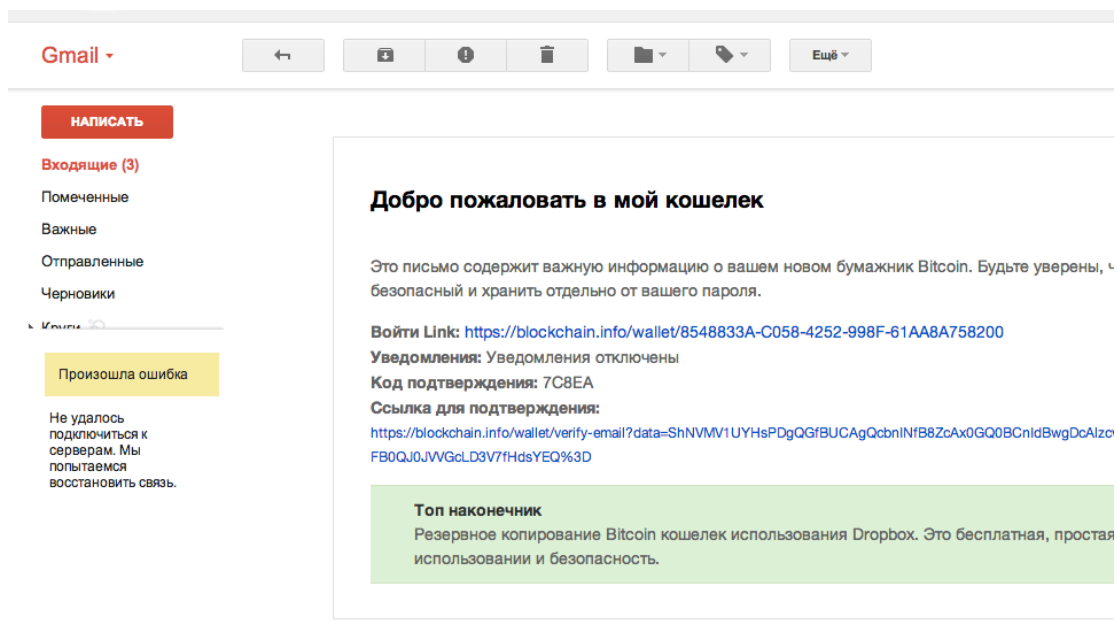 Gmail
Ещё
НАПИСАТЬ
Входящие (3)
Помеченные
Важные
Отправленные
Черновики
Круги
Произошла ошибка
Не удалось
подключиться к
серверам. Мы
попытаемся
восстановить связь.
Добро пожаловать в мой кошелек
Это письмо содержит важную информацию о вашем новом бумажник Bitcoin. Будьте уверены,
безопасный и хранить отдельно от вашего пароля.
Войти Link: https://blockchain.info/wallet/8548833A-C058-4252-998F-61AA8A758200
Уведомления: Уведомления отключены
Код подтверждения: 7C8EA
Ссылка для подтверждения:
https://blockchain.info/wallet/verify-email?data=ShNVMV1UYHsPDgQGfBUCAgQcbnINfB8ZcAx0GQ0BCnIdBwgDcAIzc
FB0QJ0JVVGcLD3V7fHdsYEQ%3D
Топ наконечник
Резервное копирование Bitcoin кошелек использования Dropbox. Это бесплатная, простая
использовании и безопасность.